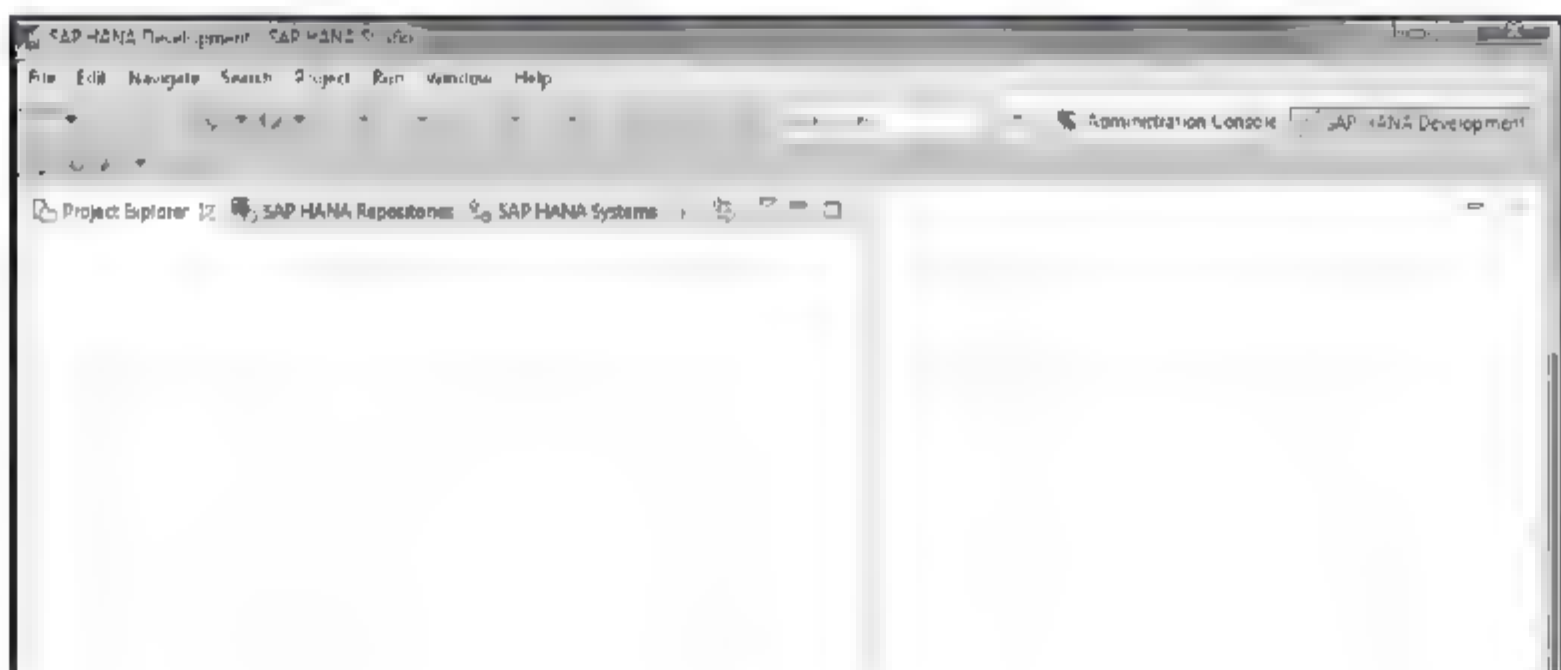 SAP HANA Development SAP HANA Studio
File Edit Navigate Search Project Run Window Help
Administration Console SAP HANA Development
Project Explorer SAP HANA Repositories SAP HANA Systems